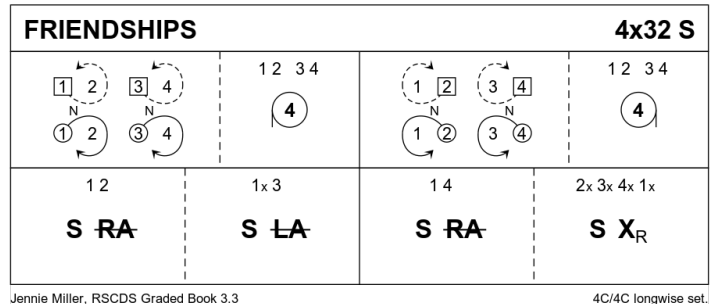 FRIENDSHIPS 4x32 S
1 2 3 4 1 2 3 4 1 2 3 4 1 2 3 4
N N N N
1 2 3 4 4 1 2 3 4 4
1 2 1x 3 1 4 2x 3x 4x 1x
S RA S LA S RA S XR
Jennie Miller, RSCDS Graded Book 3.3 4C/4C longwise set.